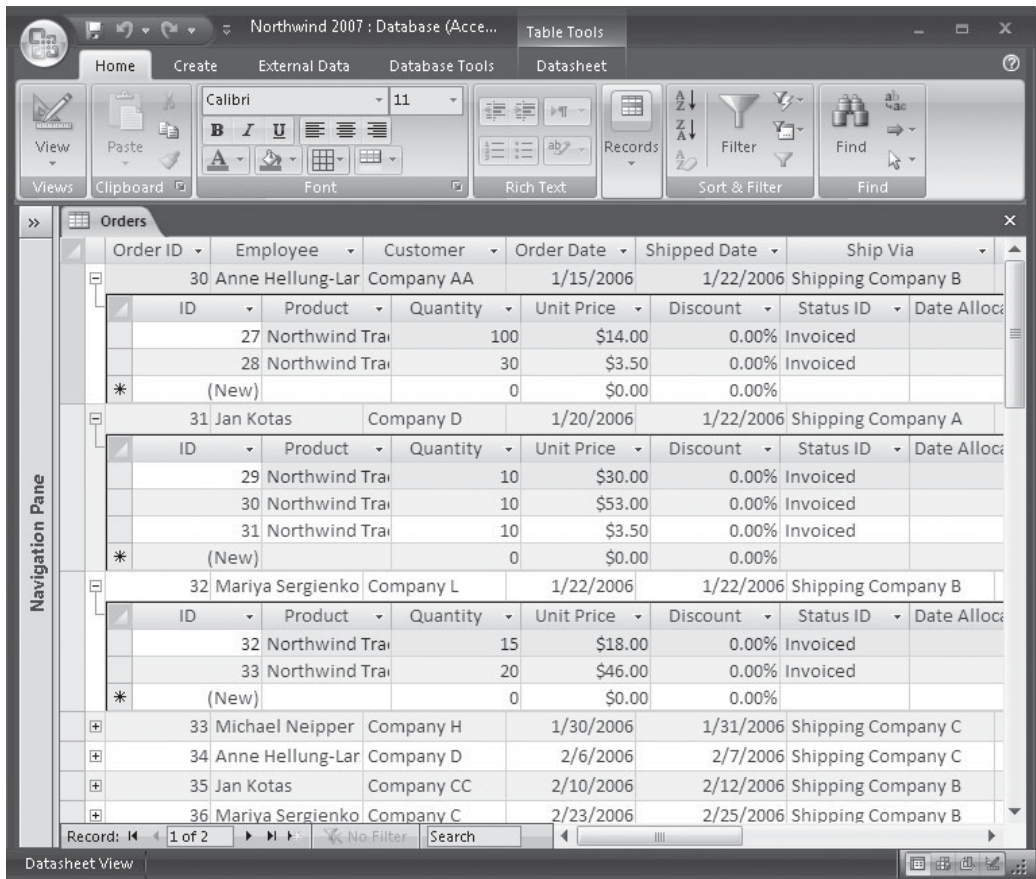 Northwind 2007 : Database (Acce...
Table Tools
Home Create External Data Database Tools Datasheet
View
Paste
Calibri 11
B I U
A
ab
Records
A Z
Z A
A Z
Filter
Find
ab ac
Views Clipboard Font Rich Text Sort & Filter Find
Orders
Navigation Pane
Order ID Employee Customer Order Date Shipped Date Ship Via
30 Anne Hellung-Lar Company AA 1/15/2006 1/22/2006 Shipping Company B
ID Product Quantity Unit Price Discount Status ID Date Alloca
27 Northwind Tra 100 $14.00 0.00% Invoiced
28 Northwind Tra 30 $3.50 0.00% Invoiced
(New) 0 $0.00 0.00%
31 Jan Kotas Company D 1/20/2006 1/22/2006 Shipping Company A
ID Product Quantity Unit Price Discount Status ID Date Alloca
29 Northwind Tra 10 $30.00 0.00% Invoiced
30 Northwind Tra 10 $53.00 0.00% Invoiced
31 Northwind Tra 10 $3.50 0.00% Invoiced
(New) 0 $0.00 0.00%
32 Mariya Sergienko Company L 1/22/2006 1/22/2006 Shipping Company B
ID Product Quantity Unit Price Discount Status ID Date Alloca
32 Northwind Tra 15 $18.00 0.00% Invoiced
33 Northwind Tra 20 $46.00 0.00% Invoiced
(New) 0 $0.00 0.00%
33 Michael Neipper Company H 1/30/2006 1/31/2006 Shipping Company C
34 Anne Hellung-Lar Company D 2/6/2006 2/7/2006 Shipping Company C
35 Jan Kotas Company CC 2/10/2006 2/12/2006 Shipping Company B
36 Mariya Sergienko Company C 2/23/2006 2/25/2006 Shipping Company B
Record: 1 of 2 No Filter Search
Datasheet View